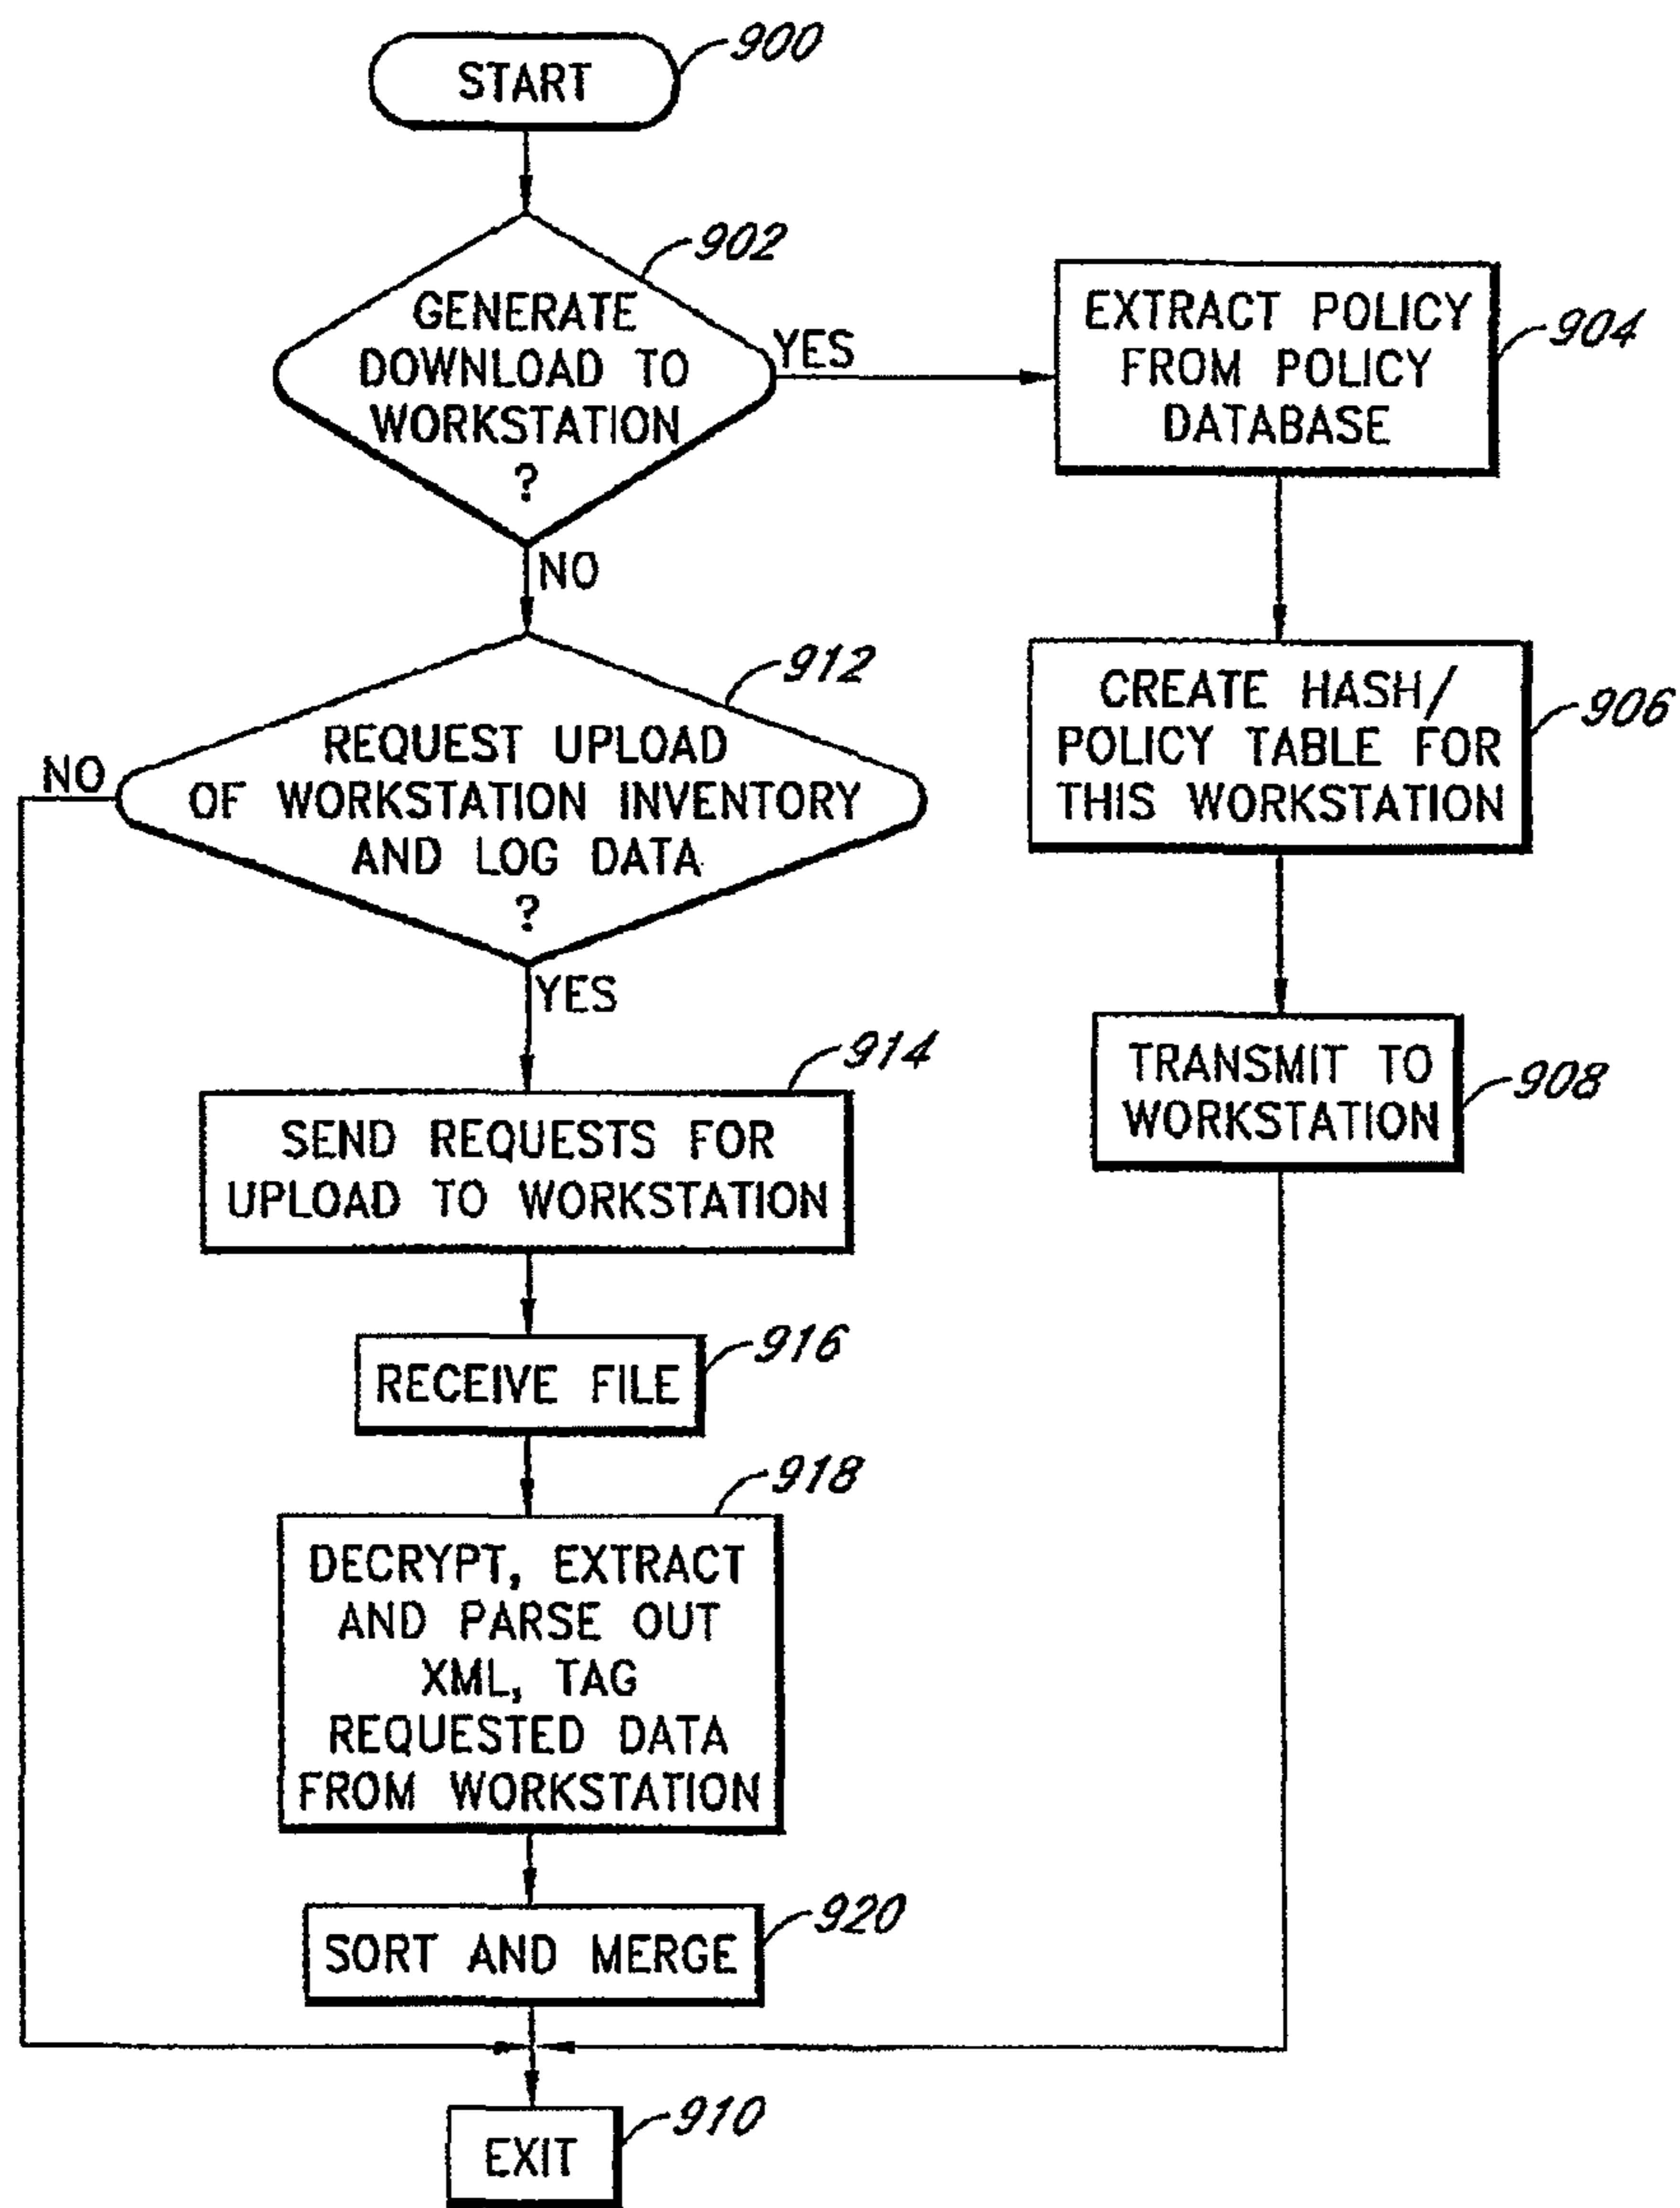 START
900
902
GENERATE
DOWNLOAD TO
WORKSTATION
?
YES
NO
EXTRACT POLICY
FROM POLICY
DATABASE
904
CREATE HASH/
POLICY TABLE FOR
THIS WORKSTATION
906
TRANSMIT TO
WORKSTATION
908
912
REQUEST UPLOAD
OF WORKSTATION INVENTORY
AND LOG DATA
?
NO
YES
914
SEND REQUESTS FOR
UPLOAD TO WORKSTATION
916
RECEIVE FILE
918
DECRYPT, EXTRACT
AND PARSE OUT
XML, TAG
REQUESTED DATA
FROM WORKSTATION
920
SORT AND MERGE
910
EXIT